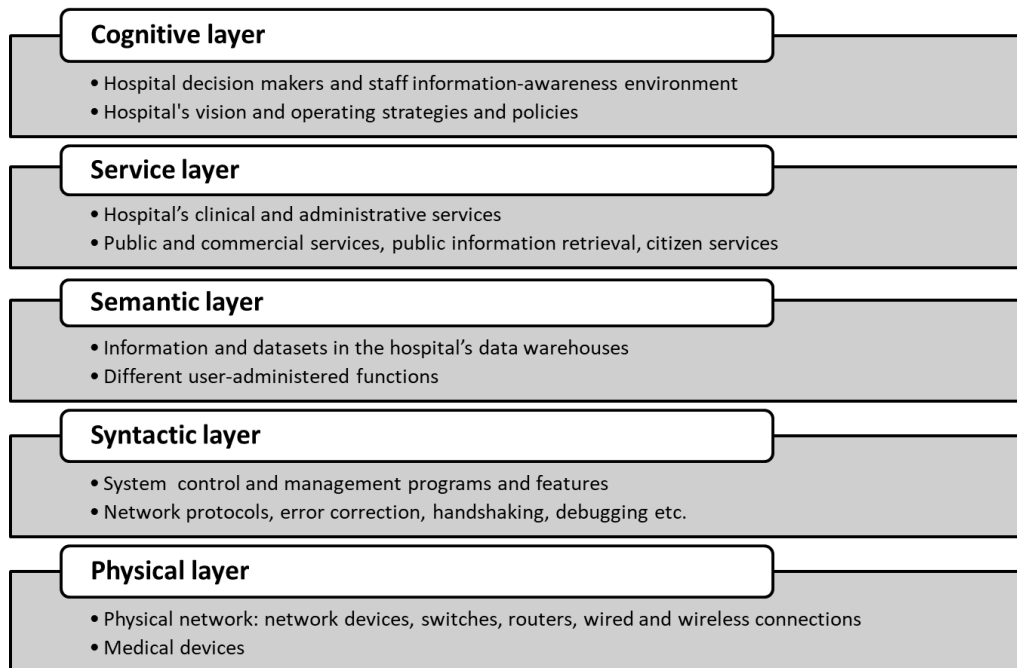 Cognitive layer
• Hospital decision makers and staff information-awareness environment
• Hospital's vision and operating strategies and policies
Service layer
• Hospital’s clinical and administrative services
• Public and commercial services, public information retrieval, citizen services
Semantic layer
• Information and datasets in the hospital’s data warehouses
• Different user-administered functions
Syntactic layer
• System control and management programs and features
• Network protocols, error correction, handshaking, debugging etc.
Physical layer
• Physical network: network devices, switches, routers, wired and wireless connections
• Medical devices